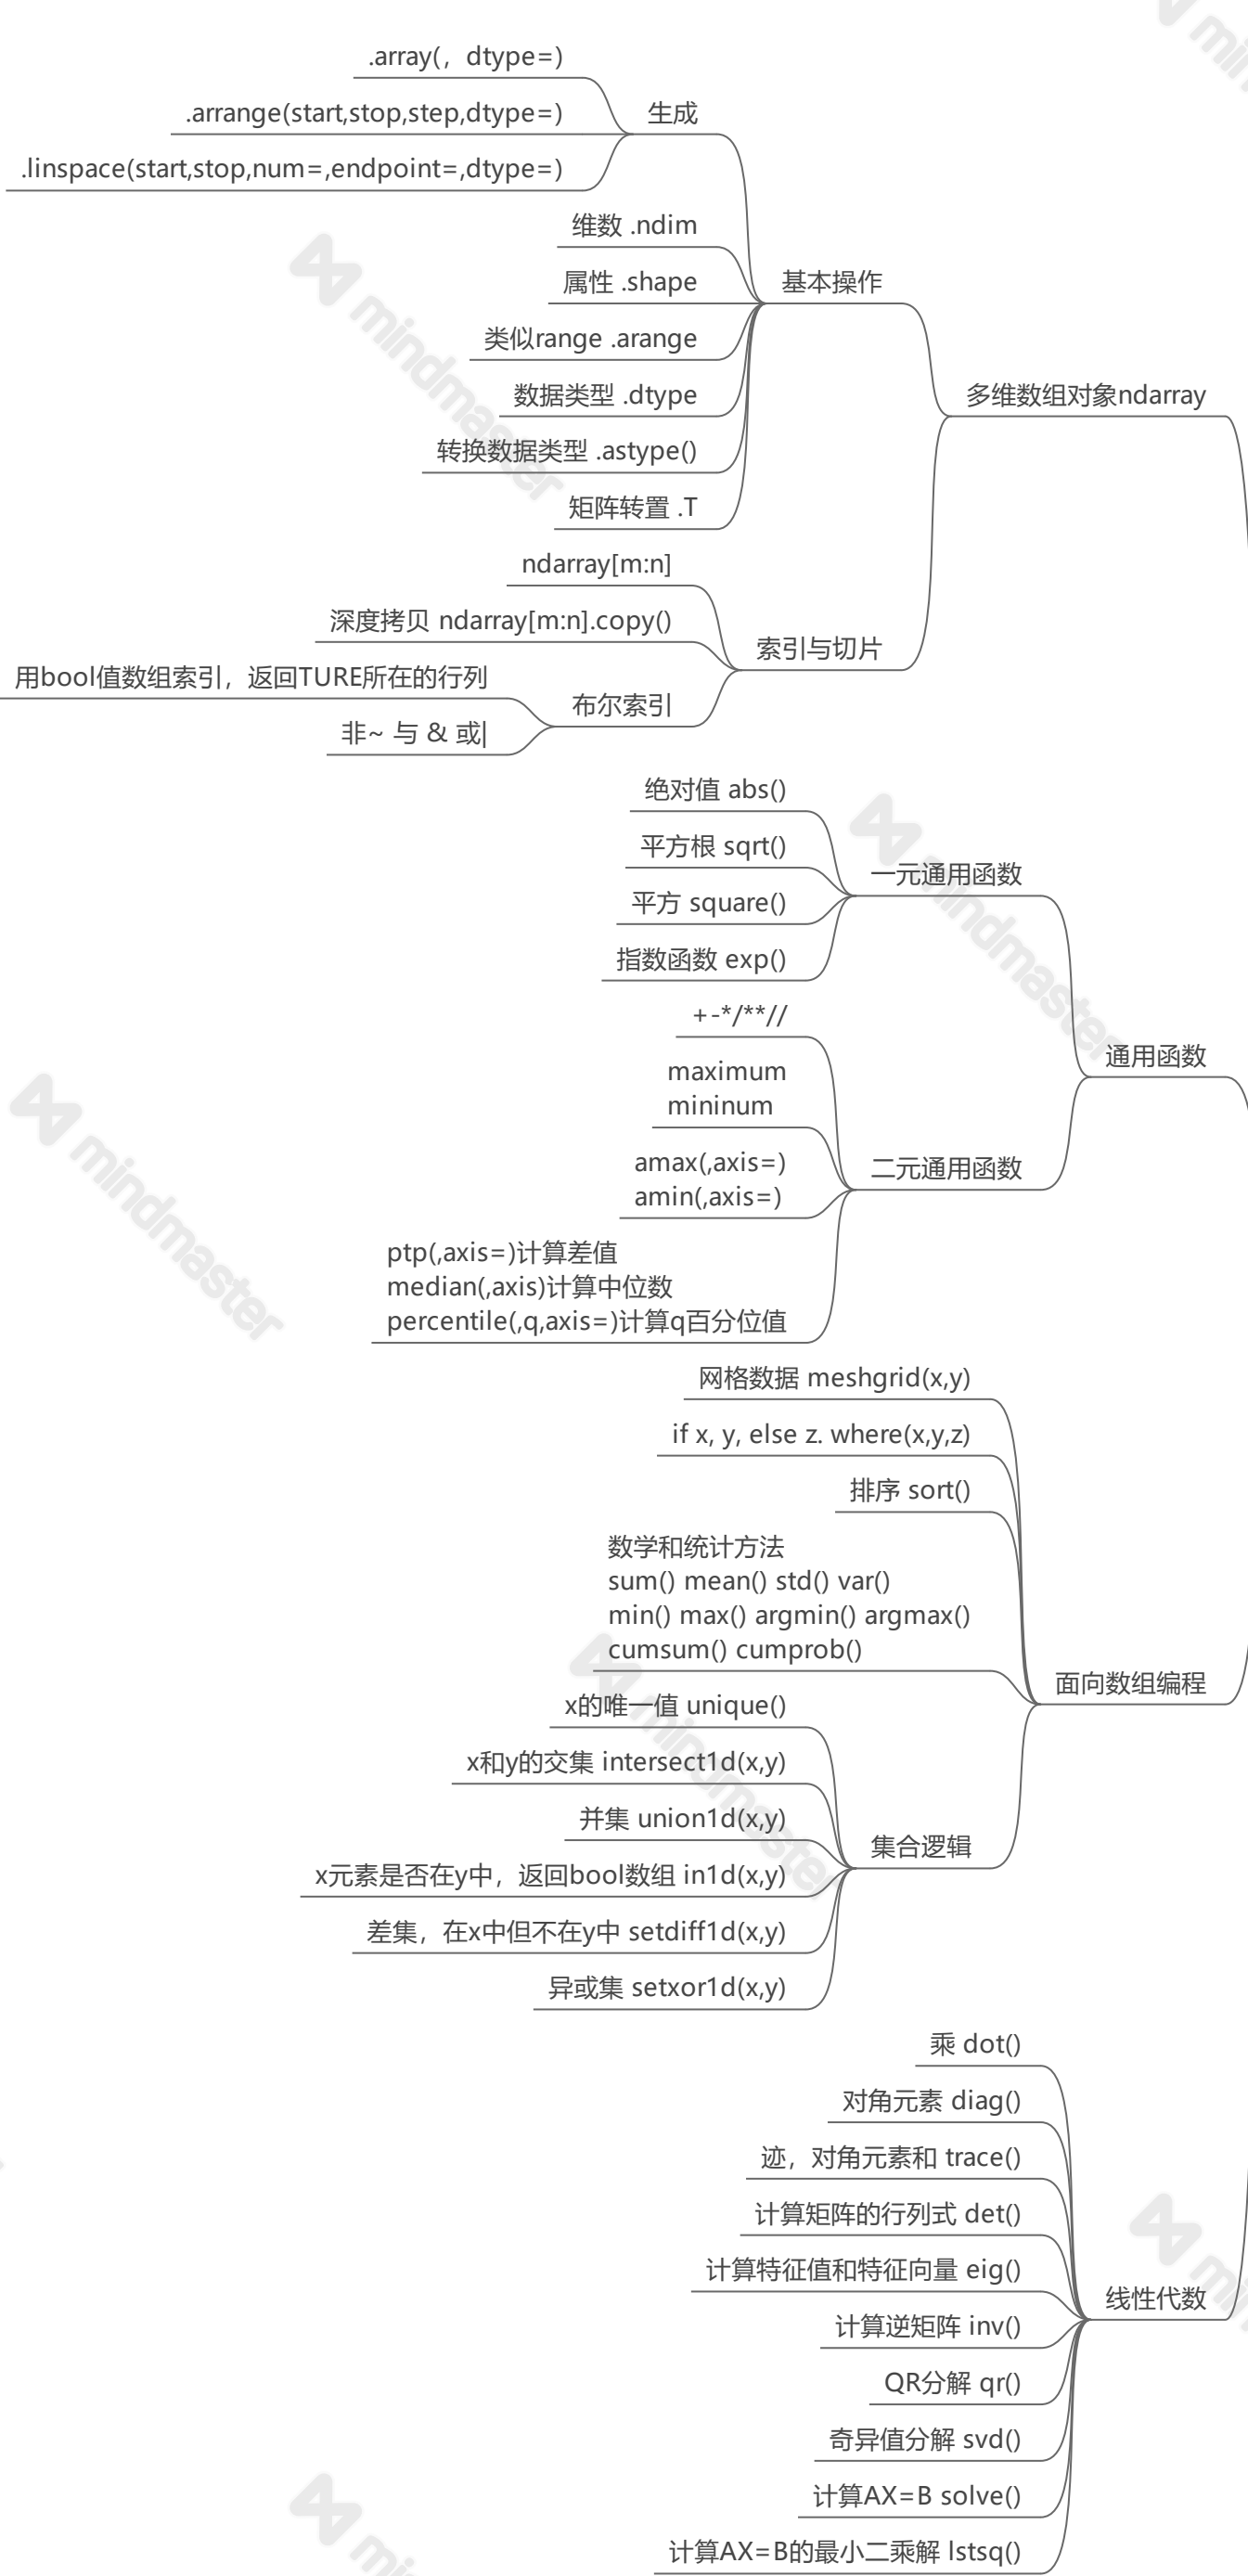 .array(，dtype=)
.arrange(start,stop,step,dtype=)
.linspace(start,stop,num=,endpoint=,dtype=)
生成
维数 .ndim
属性 .shape
类似range .arange
数据类型 .dtype
转换数据类型 .astype()
矩阵转置 .T
基本操作
ndarray[m:n]
深度拷贝 ndarray[m:n].copy()
用bool值数组索引，返回TURE所在的行列
非~ 与 & 或|
布尔索引
索引与切片
多维数组对象ndarray
绝对值 abs()
平方根 sqrt()
平方 square()
指数函数 exp()
一元通用函数
+-*/**//
maximum
mininum
amax(,axis=)
amin(,axis=)
ptp(,axis=)计算差值
median(,axis)计算中位数
percentile(,q,axis=)计算q百分位值
二元通用函数
通用函数
网格数据 meshgrid(x,y)
if x, y, else z. where(x,y,z)
排序 sort()
数学和统计方法
sum() mean() std() var()
min() max() argmin() argmax()
cumsum() cumprob()
x的唯一值 unique()
x和y的交集 intersect1d(x,y)
并集 union1d(x,y)
x元素是否在y中，返回bool数组 in1d(x,y)
差集，在x中但不在y中 setdiff1d(x,y)
异或集 setxor1d(x,y)
集合逻辑
面向数组编程
乘 dot()
对角元素 diag()
迹，对角元素和 trace()
计算矩阵的行列式 det()
计算特征值和特征向量 eig()
计算逆矩阵 inv()
QR分解 qr()
奇异值分解 svd()
计算AX=B solve()
计算AX=B的最小二乘解 lstsq()
线性代数
mindmaster
mindmaster
mindmaster
mindmaster